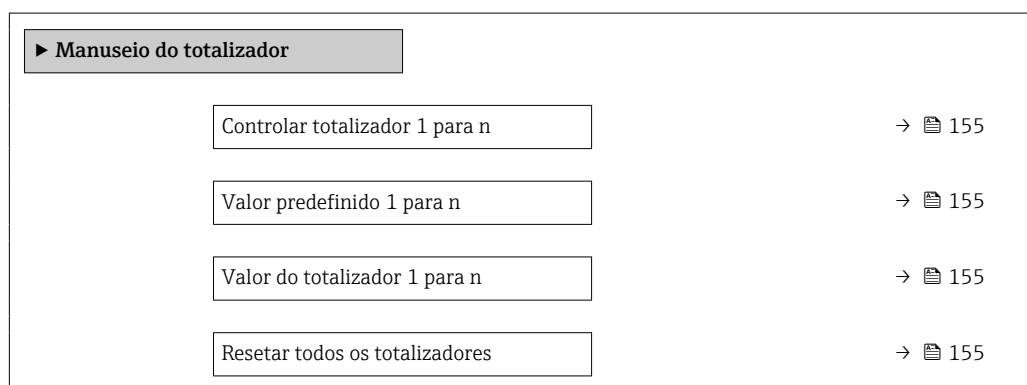 ▶ Manuseio do totalizador
Controlar totalizador 1 para n → 155
Valor predefinido 1 para n → 155
Valor do totalizador 1 para n → 155
Resetar todos os totalizadores → 155